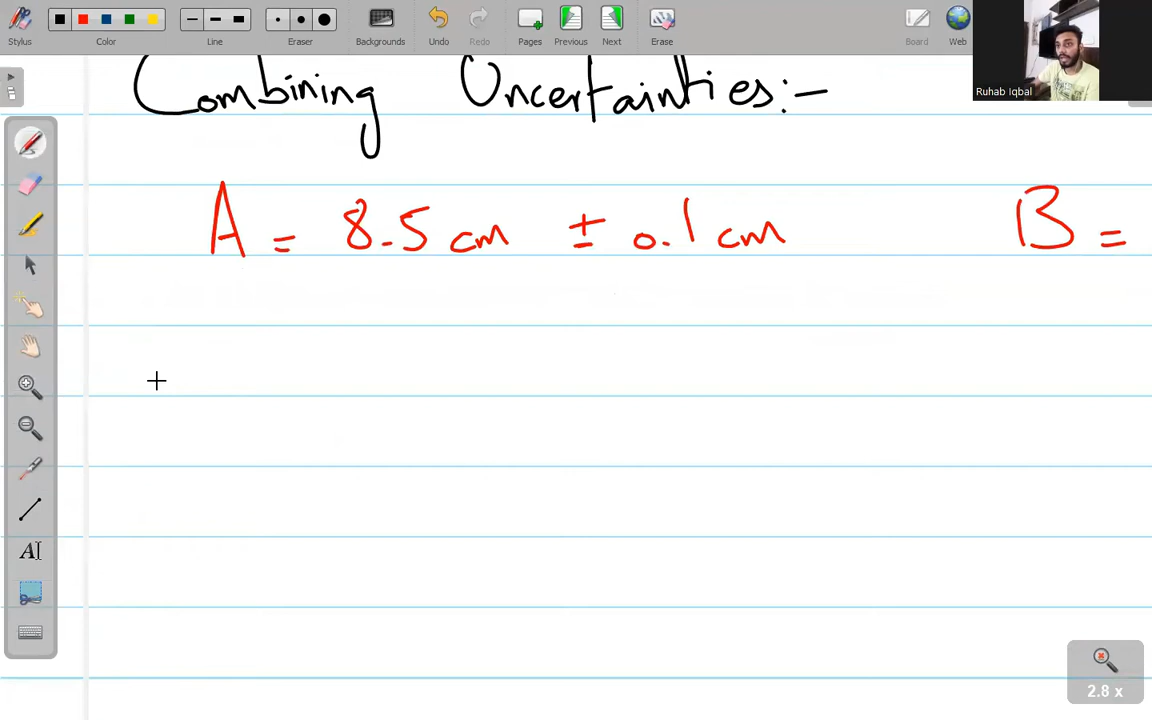 Stylus Color Line Eraser Backgrounds Undo Redo Pages Previous Next Erase Board Web
Ruhab Iqbal
Combining Uncertainties:-
A = 8.5 cm ± 0.1 cm B =
2.8 x